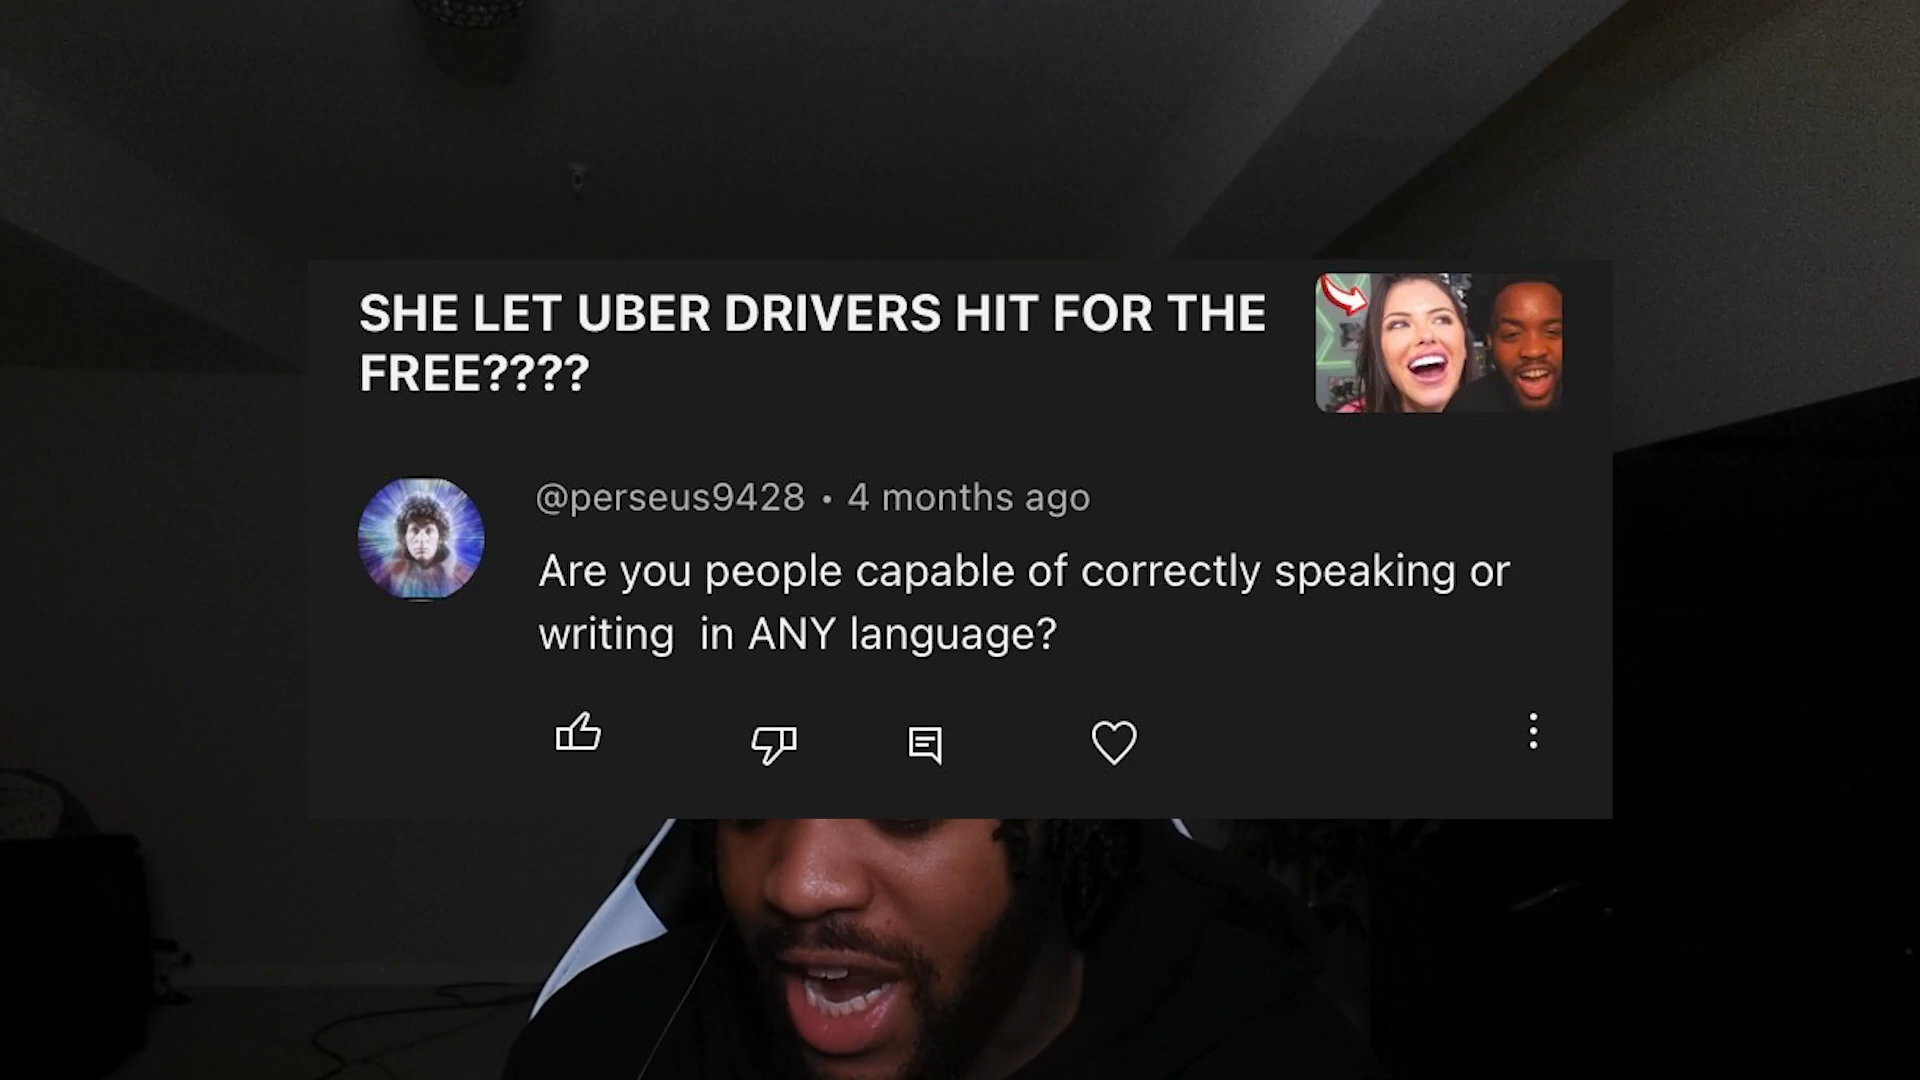 SHE LET UBER DRIVERS HIT FOR THE
FREE????
@perseus9428 • 4 months ago
Are you people capable of correctly speaking or
writing  in ANY language?